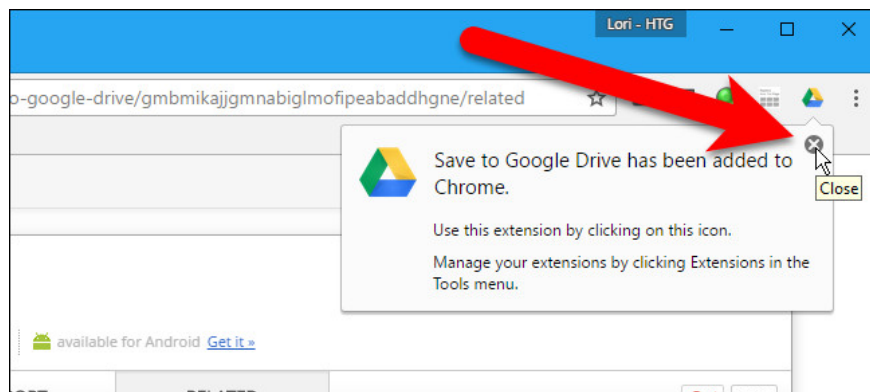 Lori - HTG
o-google-drive/gmbmikajjgmnabiglmofipeabaddhgne/related
Save to Google Drive has been added to
Chrome.
Close
Use this extension by clicking on this icon.
Manage your extensions by clicking Extensions in the
Tools menu.
available for Android Get it »
RELATED